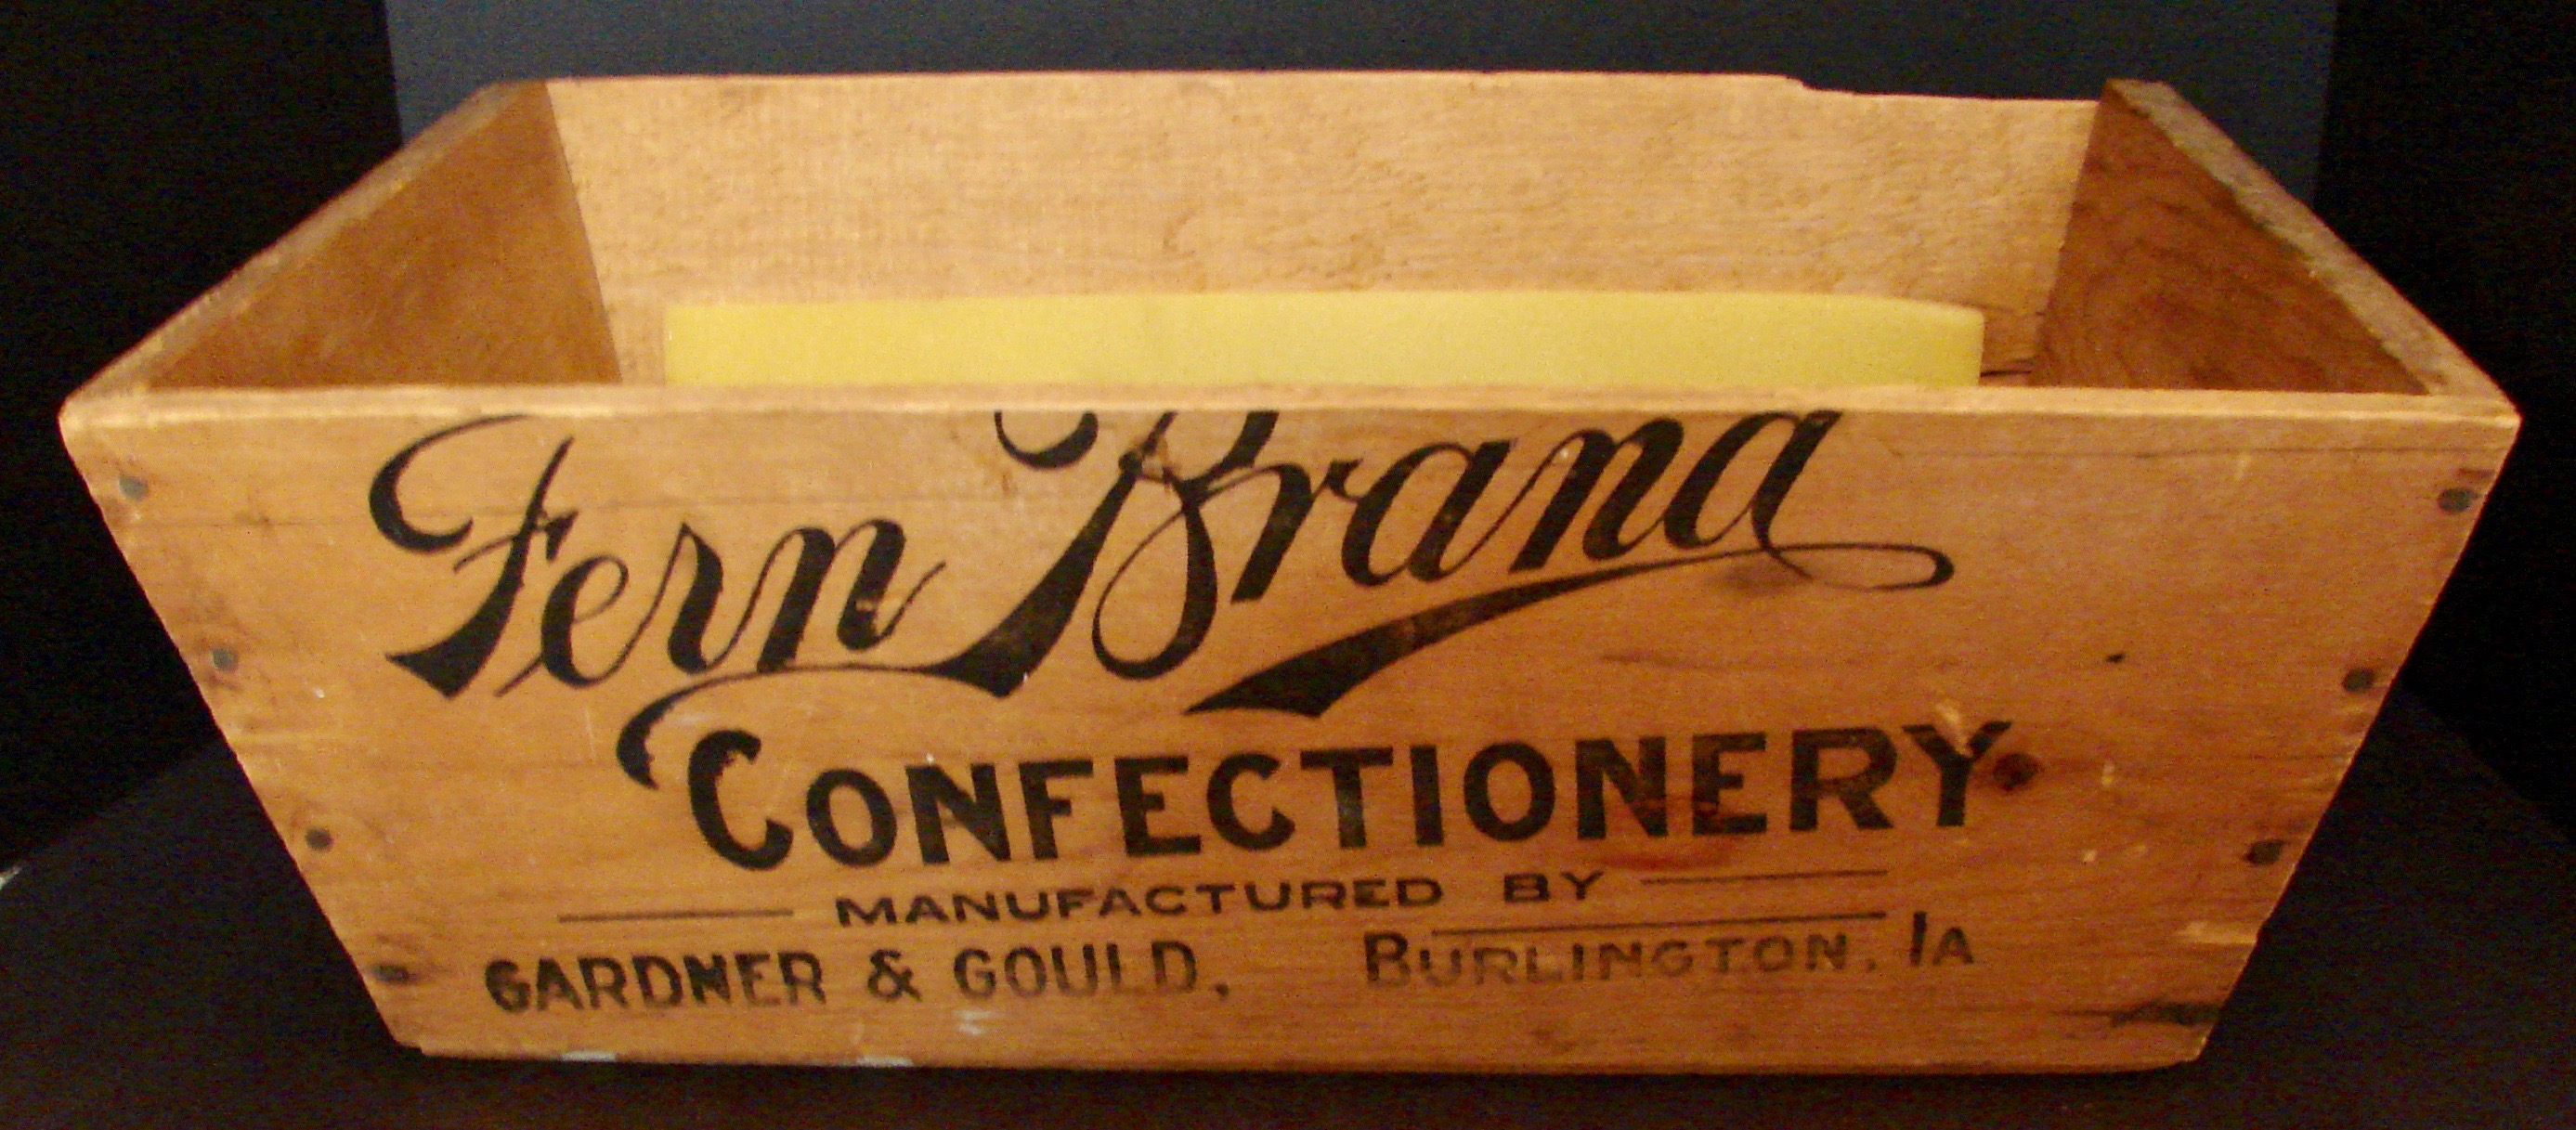 Fern Brand
CONFECTIONERY
MANUFACTURED BY
GARDNER & GOULD, BURLINGTON, IA